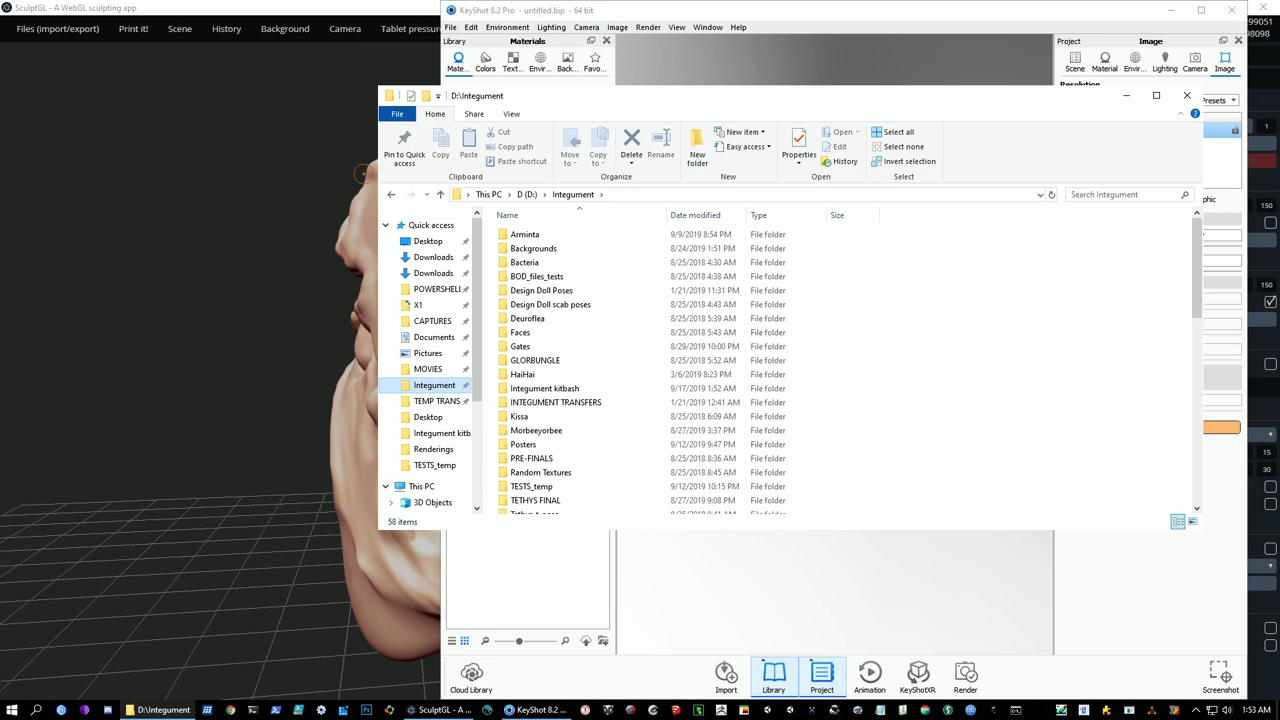 SculptGL - A WebGL sculpting app
Files (import/export) Print it! Scene History Background Camera Tablet pressu
KeyShot 8.2 Pro - untitled.bip - 64 bit
File Edit Environment Lighting Camera Image Render View Window Help
Library Materials
Mate... Colors Text... Envir... Back... Favo...
Project Image
Scene Material Envir... Lighting Camera Image
99051
98098
Resolution
Presets
D:\Integument
File Home Share View
Pin to Quick access Copy Paste Cut Copy path Paste shortcut
Clipboard
Move to Copy to Delete Rename
Organize
New folder New item Easy access
New
Properties Open Edit History
Open
Select all Select none Invert selection
Select
This PC D (D:) Integument
Search Integument
Name Date modified Type Size
Quick access
Desktop
Downloads
Downloads
POWERSHELL
X1
CAPTURES
Documents
Pictures
MOVIES
Integument
TEMP TRANS
Desktop
Integument kitb
Renderings
TESTS_temp
This PC
3D Objects
Arminta 9/9/2019 8:54 PM File folder
Backgrounds 8/24/2019 1:51 PM File folder
Bacteria 8/25/2018 4:30 AM File folder
BOD_files_tests 8/25/2018 4:38 AM File folder
Design Doll Poses 1/21/2019 11:31 PM File folder
Design Doll scab poses 8/25/2018 4:43 AM File folder
Deuroflea 8/25/2018 5:39 AM File folder
Faces 8/25/2018 5:43 AM File folder
Gates 8/29/2019 10:00 PM File folder
GLORBUNGLE 8/25/2018 5:52 AM File folder
HaiHai 3/6/2019 8:23 PM File folder
Integument kitbash 9/17/2019 1:52 AM File folder
INTEGUMENT TRANSFERS 1/21/2019 12:41 AM File folder
Kissa 8/25/2018 6:09 AM File folder
Morbeeyorbee 8/27/2019 3:37 PM File folder
Posters 9/12/2019 9:47 PM File folder
PRE-FINALS 8/25/2018 8:36 AM File folder
Random Textures 8/25/2018 8:45 AM File folder
TESTS_temp 9/12/2019 10:15 PM File folder
TETHYS FINAL 8/27/2019 9:08 PM File folder
58 items
1
150
phic
150
15
30
Cloud Library Import Library Project Animation KeyShotXR Render Screenshot
D:\Integument SculptGL - A ... KeyShot 8.2 ... 1:53 AM